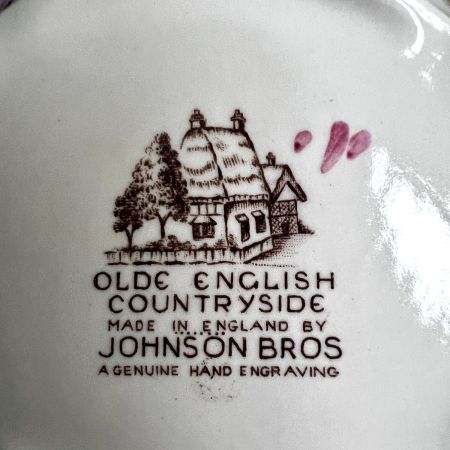 OLDE ENGLISH
COUNTRYSIDE
MADE IN ENGLAND BY
JOHNSON BROS
A GENUINE HAND ENGRAVING